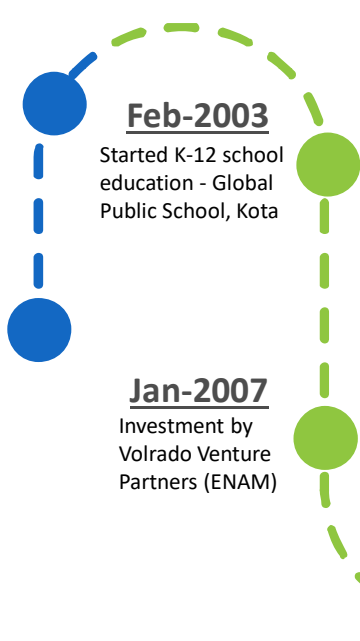 Feb-2003
Started K-12 school
education - Global
Public School, Kota
Jan-2007
Investment by
Volrado Venture
Partners (ENAM)